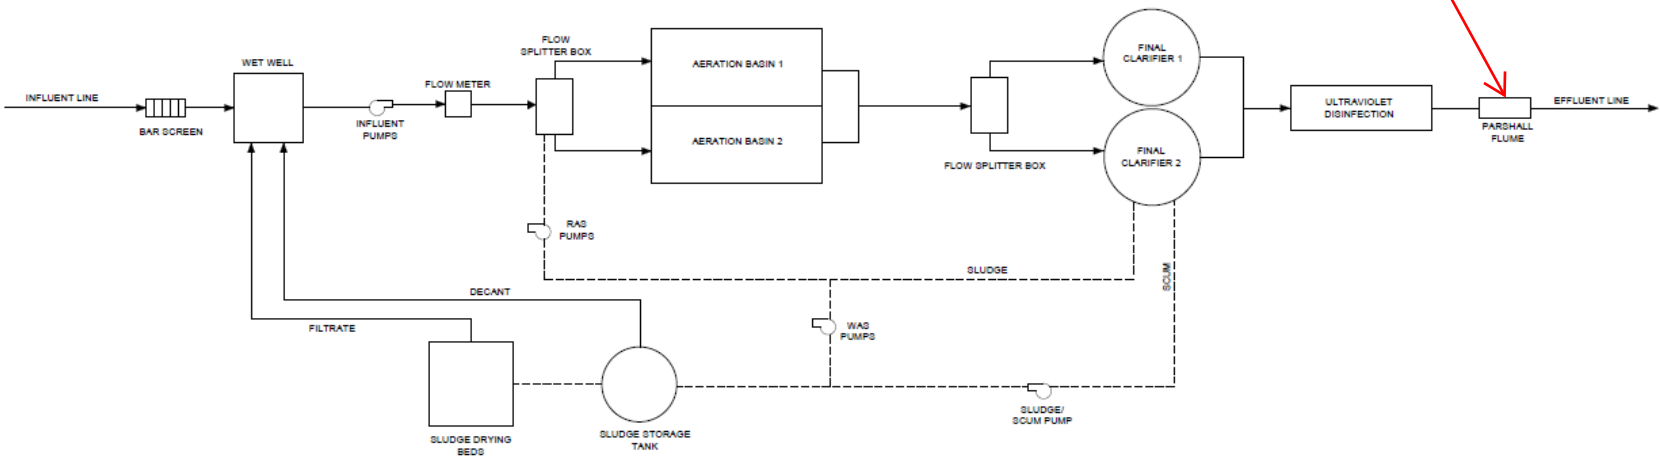 INFLUENT LINE
BAR SCREEN
WET WELL
INFLUENT
PUMPS
FLOW METER
FLOW
SPLITTER BOX
AERATION BASIN 1
AERATION BASIN 2
FLOW SPLITTER BOX
FINAL
CLARIFIER 1
FINAL
CLARIFIER 2
ULTRAVIOLET
DISINFECTION
PARSHALL
FLUME
EFFLUENT LINE
RAS
PUMPS
SLUDGE
SCUM
DECANT
FILTRATE
WAS
PUMPS
SLUDGE/
SCUM PUMP
SLUDGE DRYING
BEDS
SLUDGE STORAGE
TANK